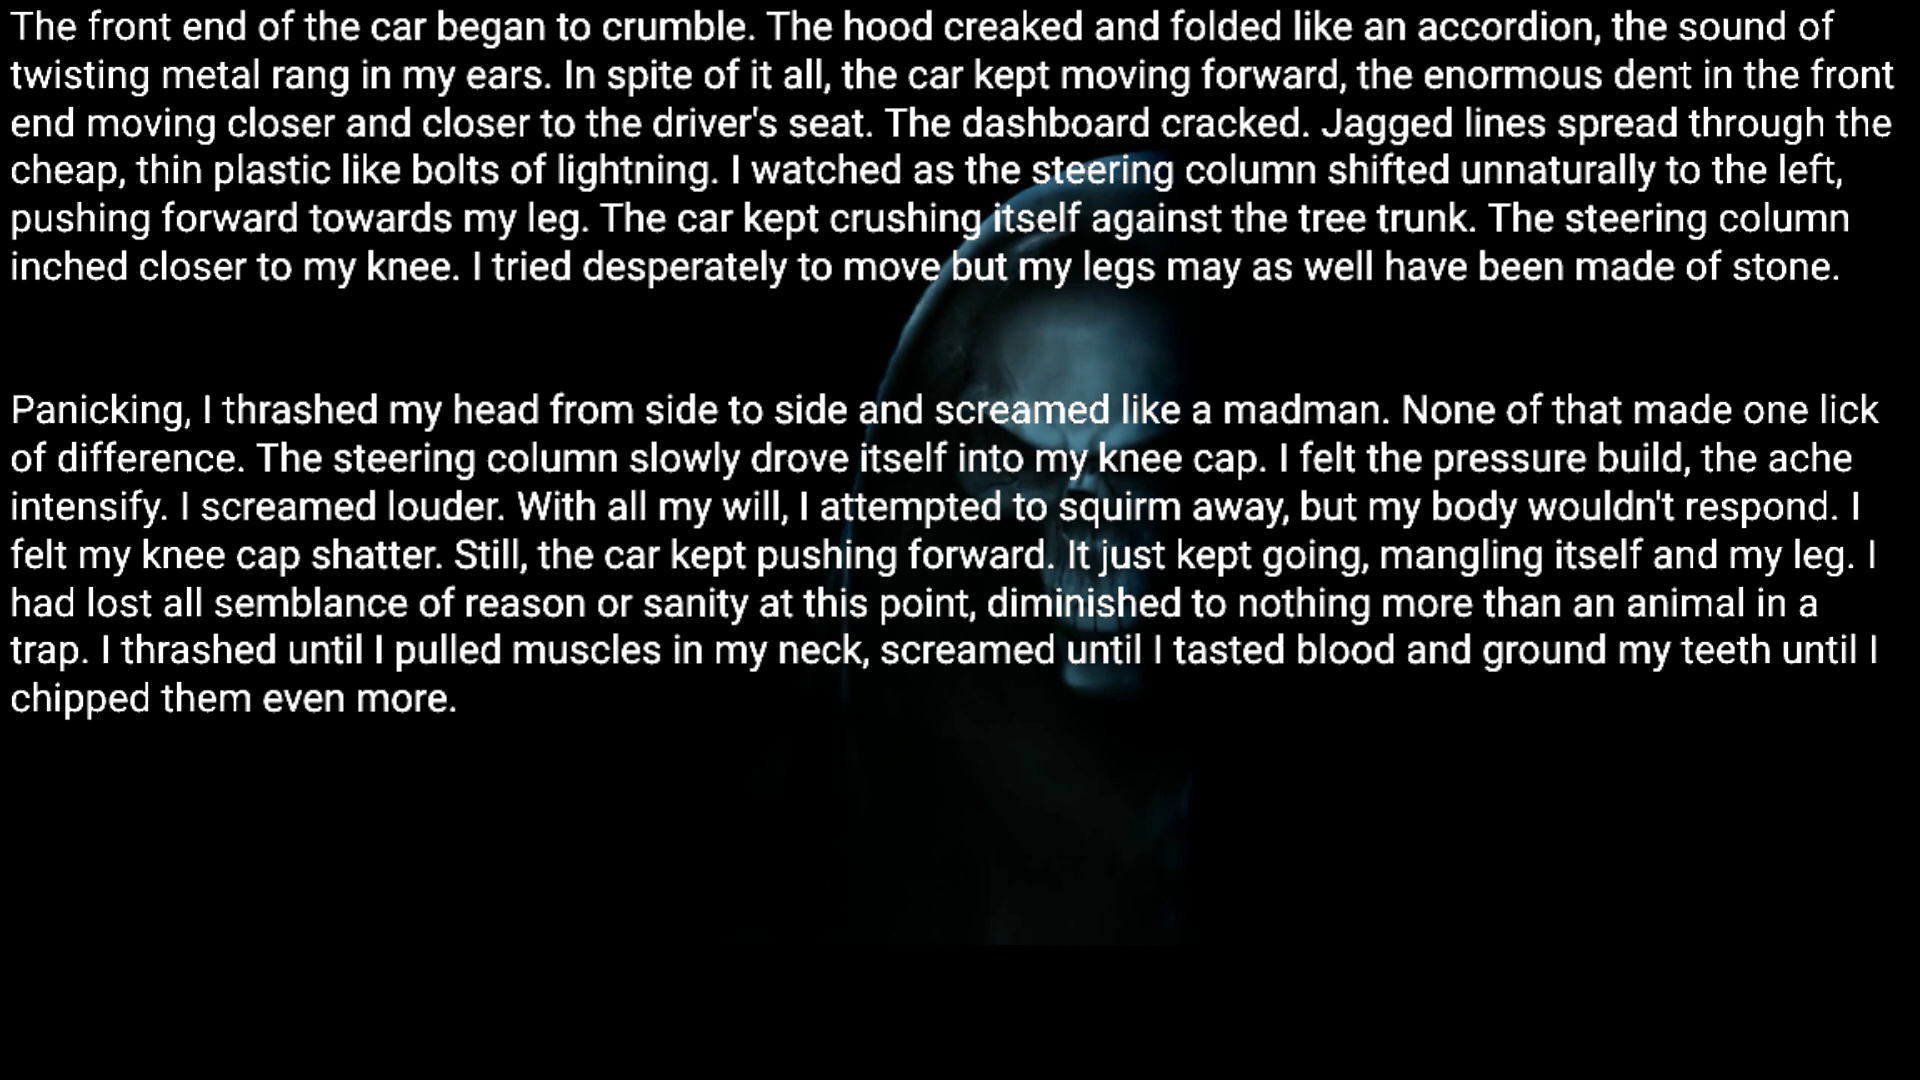 The front end of the car began to crumble. The hood creaked and folded like an accordion, the sound of
twisting metal rang in my ears. In spite of it all, the car kept moving forward, the enormous dent in the front
end moving closer and closer to the driver's seat. The dashboard cracked. Jagged lines spread through the
cheap, thin plastic like bolts of lightning. I watched as the steering column shifted unnaturally to the left,
pushing forward towards my leg. The car kept crushing itself against the tree trunk. The steering column
inched closer to my knee. I tried desperately to move but my legs may as well have been made of stone.
Panicking, I thrashed my head from side to side and screamed like a madman. None of that made one lick
of difference. The steering column slowly drove itself into my knee cap. I felt the pressure build, the ache
intensify. I screamed louder. With all my will, I attempted to squirm away, but my body wouldn't respond. I
felt my knee cap shatter. Still, the car kept pushing forward. It just kept going, mangling itself and my leg. I
had lost all semblance of reason or sanity at this point, diminished to nothing more than an animal in a
trap. I thrashed until I pulled muscles in my neck, screamed until I tasted blood and ground my teeth until I
chipped them even more.